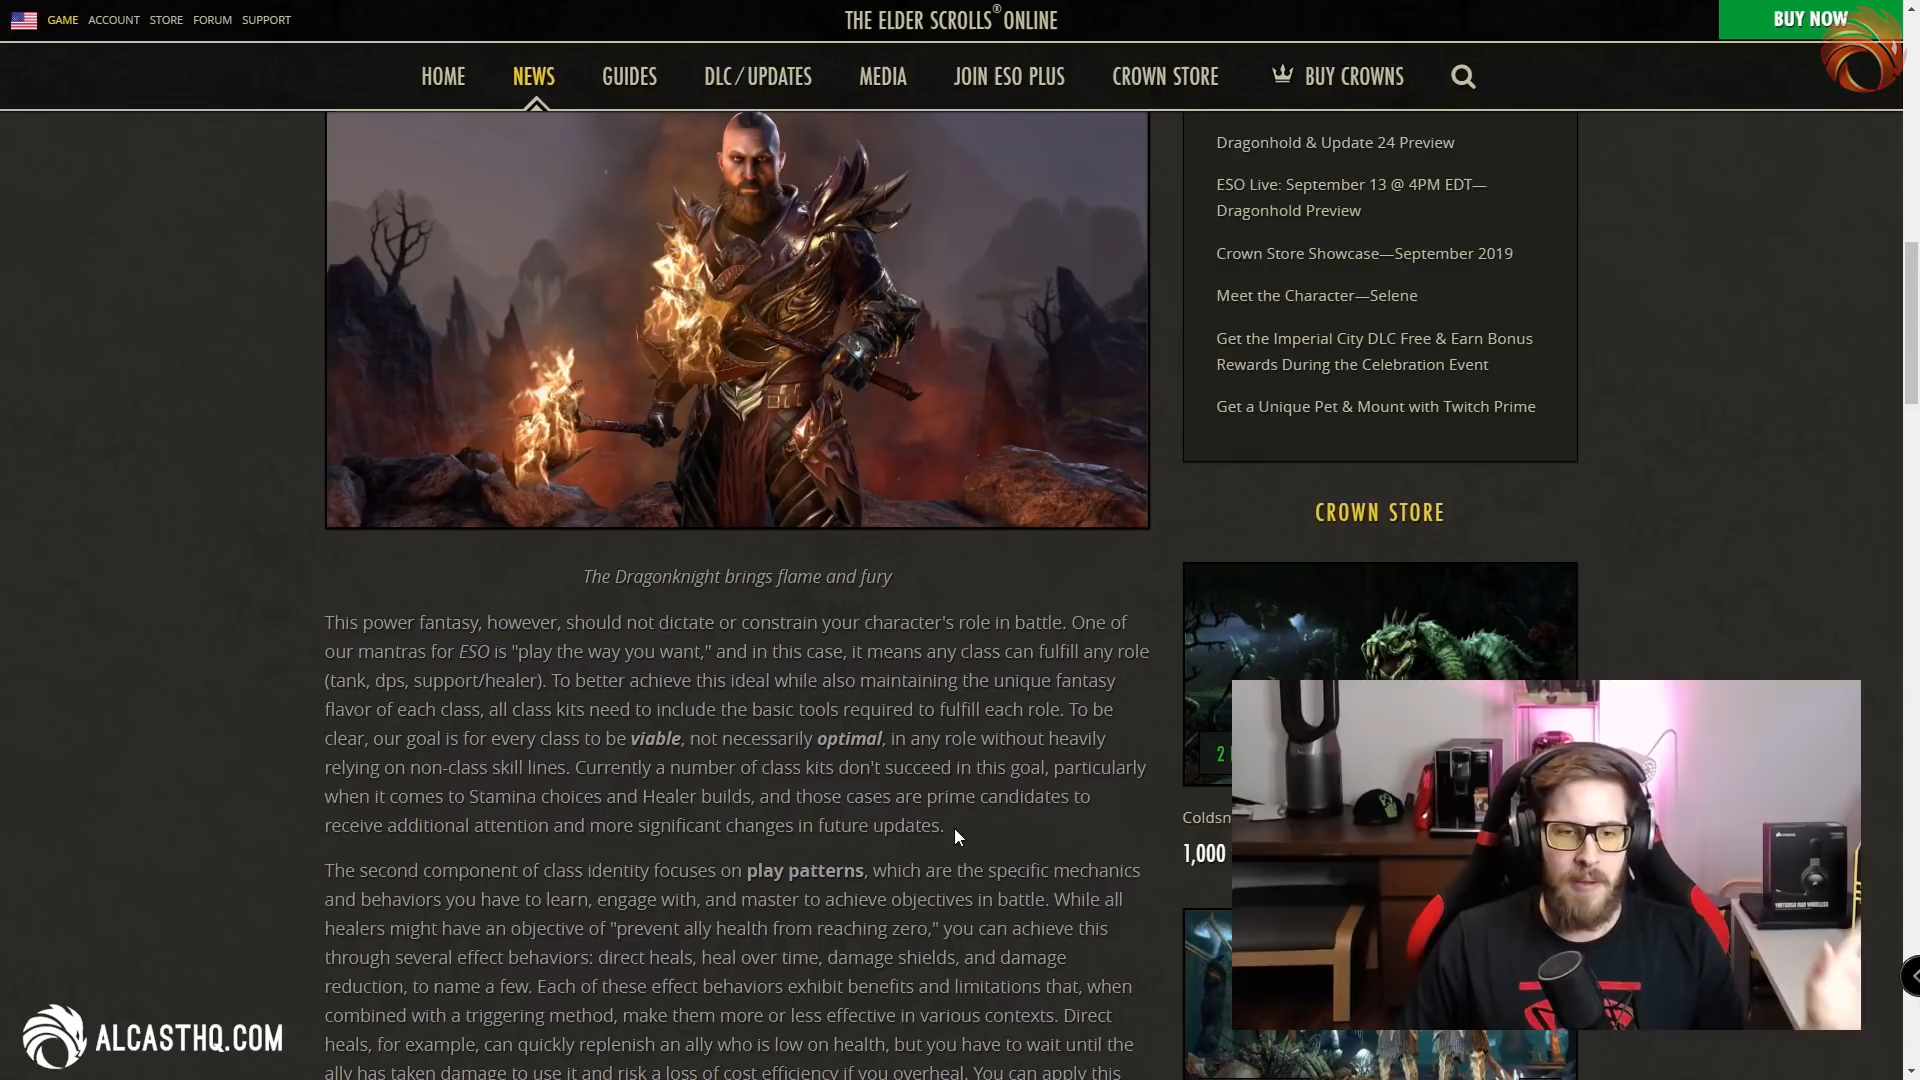 GAME ACCOUNT STORE FORUM SUPPORT
THE ELDER SCROLLS® ONLINE
BUY NOW
HOME NEWS GUIDES DLC/UPDATES MEDIA JOIN ESO PLUS CROWN STORE BUY CROWNS
Dragonhold & Update 24 Preview
ESO Live: September 13 @ 4PM EDT—
Dragonhold Preview
Crown Store Showcase—September 2019
Meet the Character—Selene
Get the Imperial City DLC Free & Earn Bonus
Rewards During the Celebration Event
Get a Unique Pet & Mount with Twitch Prime
CROWN STORE
The Dragonknight brings flame and fury
This power fantasy, however, should not dictate or constrain your character's role in battle. One of
our mantras for ESO is "play the way you want," and in this case, it means any class can fulfill any role
(tank, dps, support/healer). To better achieve this ideal while also maintaining the unique fantasy
flavor of each class, all class kits need to include the basic tools required to fulfill each role. To be
clear, our goal is for every class to be viable, not necessarily optimal, in any role without heavily
relying on non-class skill lines. Currently a number of class kits don't succeed in this goal, particularly
when it comes to Stamina choices and Healer builds, and those cases are prime candidates to
receive additional attention and more significant changes in future updates.
The second component of class identity focuses on play patterns, which are the specific mechanics
and behaviors you have to learn, engage with, and master to achieve objectives in battle. While all
healers might have an objective of "prevent ally health from reaching zero," you can achieve this
through several effect behaviors: direct heals, heal over time, damage shields, and damage
reduction, to name a few. Each of these effect behaviors exhibit benefits and limitations that, when
combined with a triggering method, make them more or less effective in various contexts. Direct
heals, for example, can quickly replenish an ally who is low on health, but you have to wait until the
ally has taken damage to use it and risk a loss of cost efficiency if you overheal. You can apply this
2
Coldsn
1,000
ALCASTHQ.COM